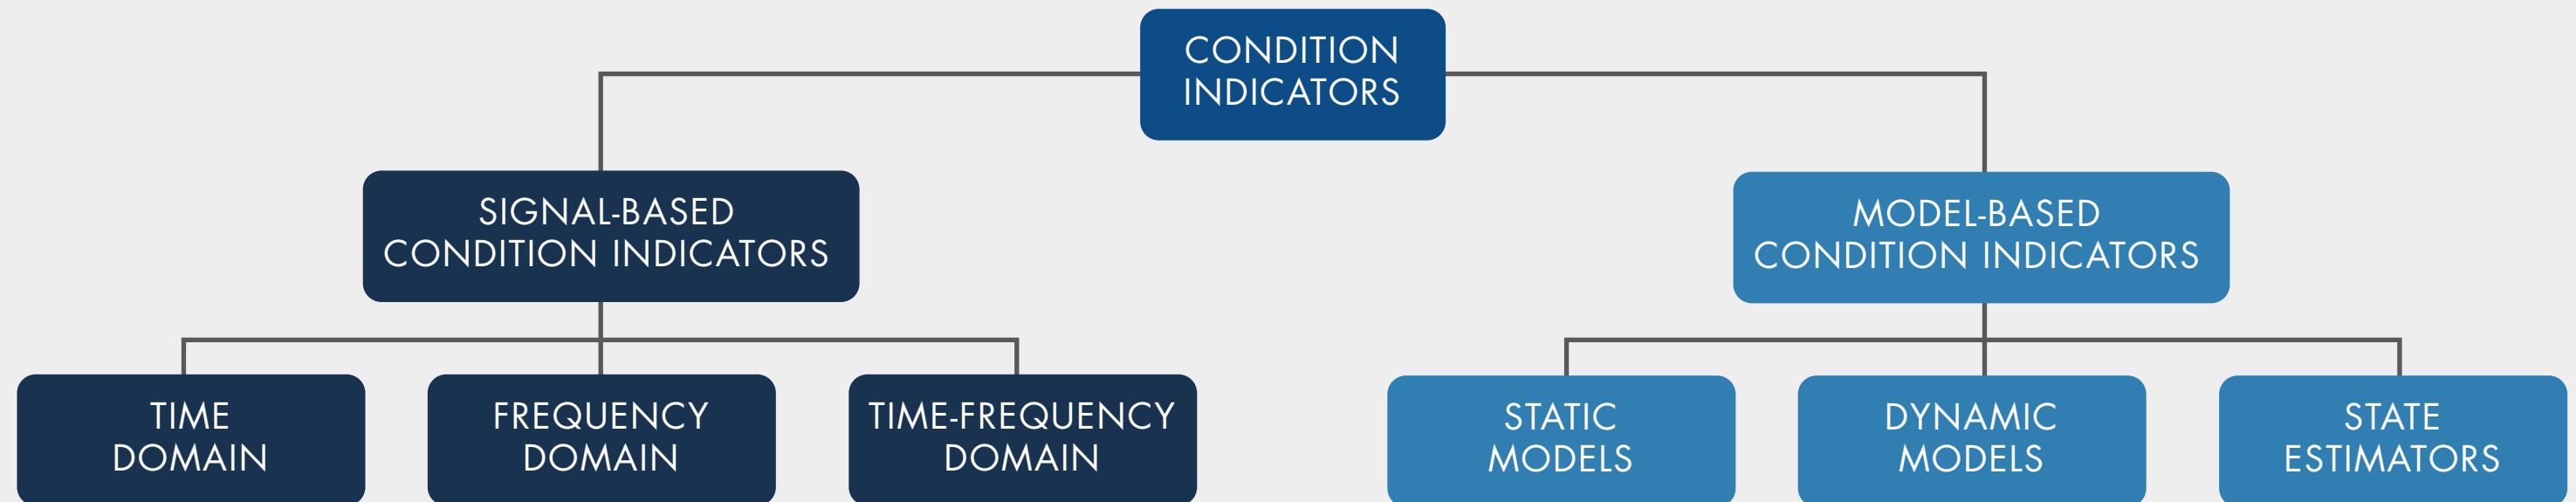 CONDITION
INDICATORS
SIGNAL-BASED
CONDITION INDICATORS
MODEL-BASED
CONDITION INDICATORS
TIME
DOMAIN
FREQUENCY
DOMAIN
TIME-FREQUENCY
DOMAIN
STATIC
MODELS
DYNAMIC
MODELS
STATE
ESTIMATORS